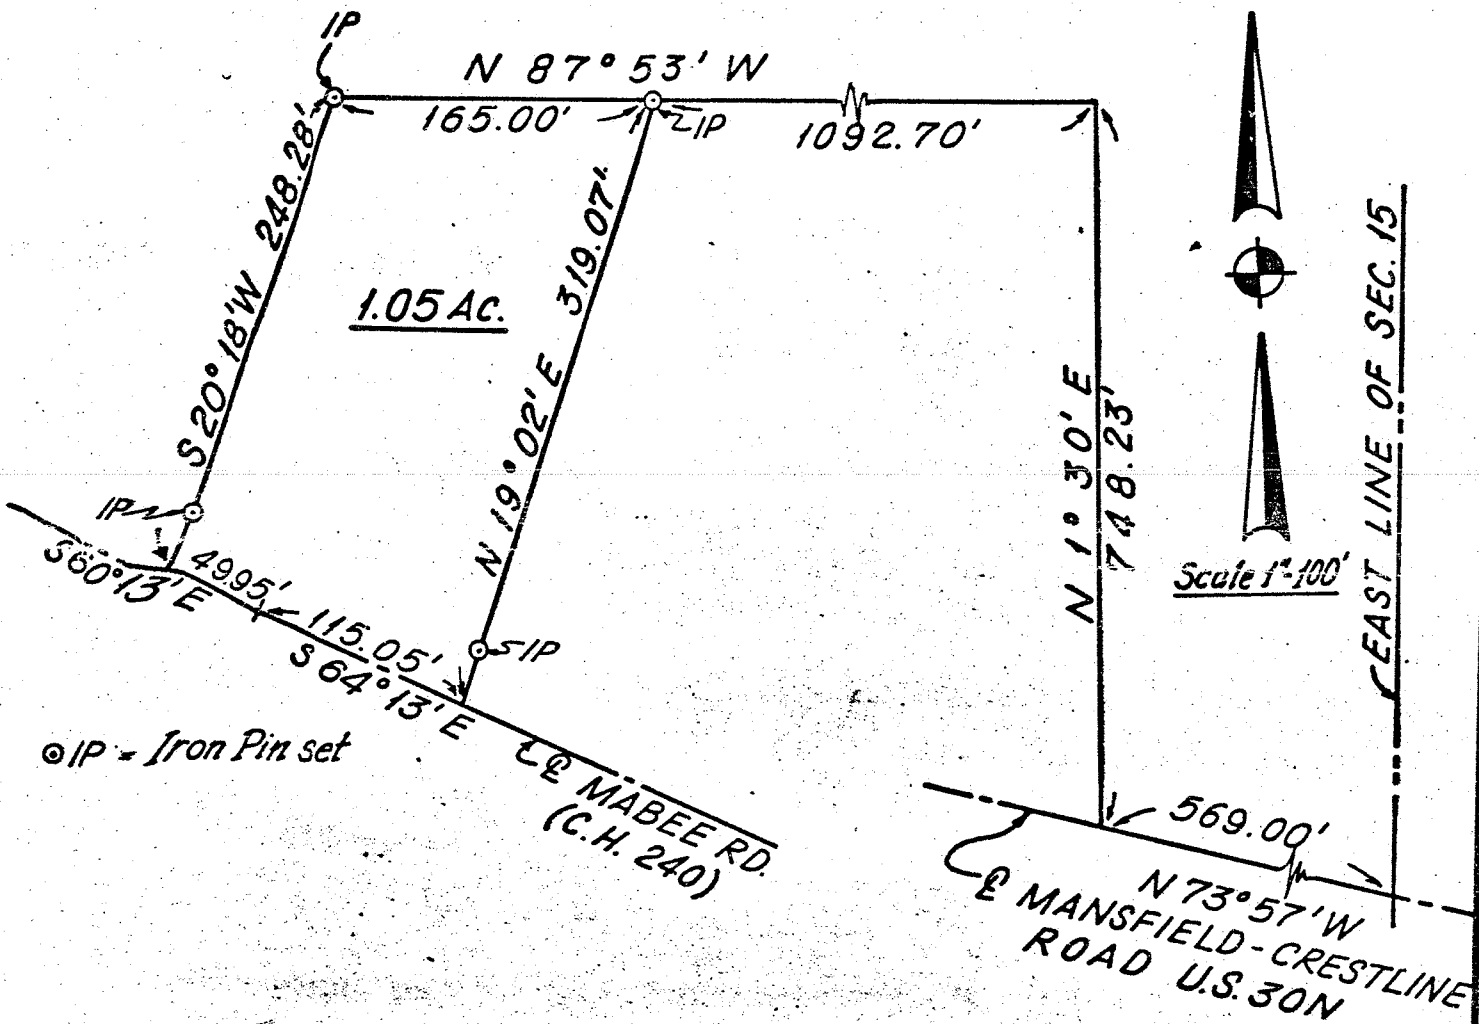 IP
N 87° 53' W
165.00'
IP
1092.70'
S 20° 18' W 248.28'
1.05 AC.
N 19° 02' E 319.07'
N 1° 30' E
748.23'
EAST LINE OF SEC. 15
Scale 1"-100'
IP
S 60° 13' E
49.95'
115.05'
S 64° 13' E
IP
IP - Iron Pin set
℄ MABEE RD.
(C.H. 240)
569.00'
N 73° 57' W
℄ MANSFIELD-CRESTLINE
ROAD U.S. 30N